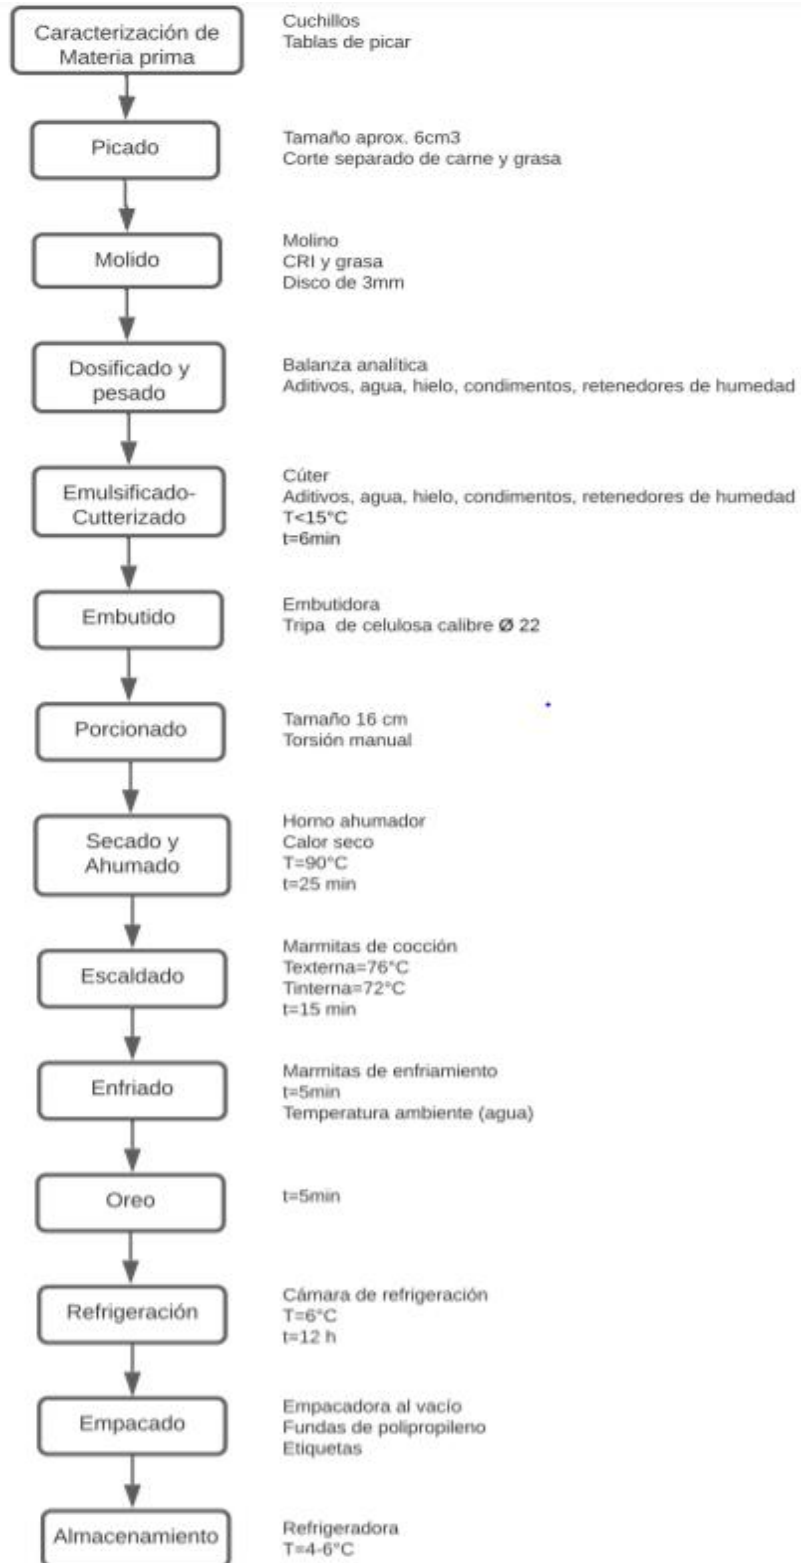 Caracterización de
Materia prima
Cuchillos
Tablas de picar
Picado
Tamaño aprox. 6cm3
Corte separado de carne y grasa
Molido
Molino
CRI y grasa
Disco de 3mm
Dosificado y
pesado
Balanza analítica
Aditivos, agua, hielo, condimentos, retenedores de humedad
Emulsificado-
Cutterizado
Cúter
Aditivos, agua, hielo, condimentos, retenedores de humedad
T<15°C
t=6min
Embutido
Embutidora
Tripa de celulosa calibre Ø 22
Porcionado
Tamaño 16 cm
Torsión manual
Secado y
Ahumado
Horno ahumador
Calor seco
T=90°C
t=25 min
Escaldado
Marmitas de cocción
Texterna=76°C
Tinterna=72°C
t=15 min
Enfriado
Marmitas de enfriamiento
t=5min
Temperatura ambiente (agua)
Oreo
t=5min
Refrigeración
Cámara de refrigeración
T=6°C
t=12 h
Empacado
Empacadora al vacío
Fundas de polipropileno
Etiquetas
Almacenamiento
Refrigeradora
T=4-6°C